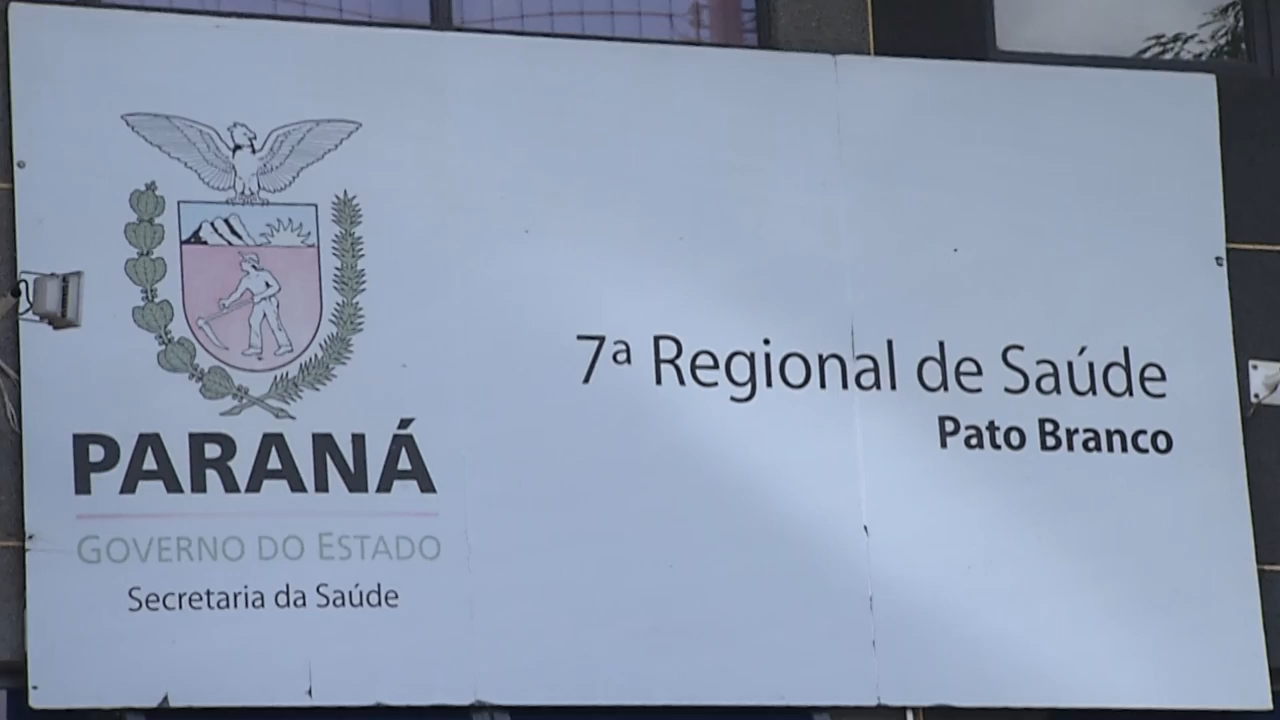 PARANÁ
GOVERNO DO ESTADO
Secretaria da Saúde
7ª Regional de Saúde
Pato Branco